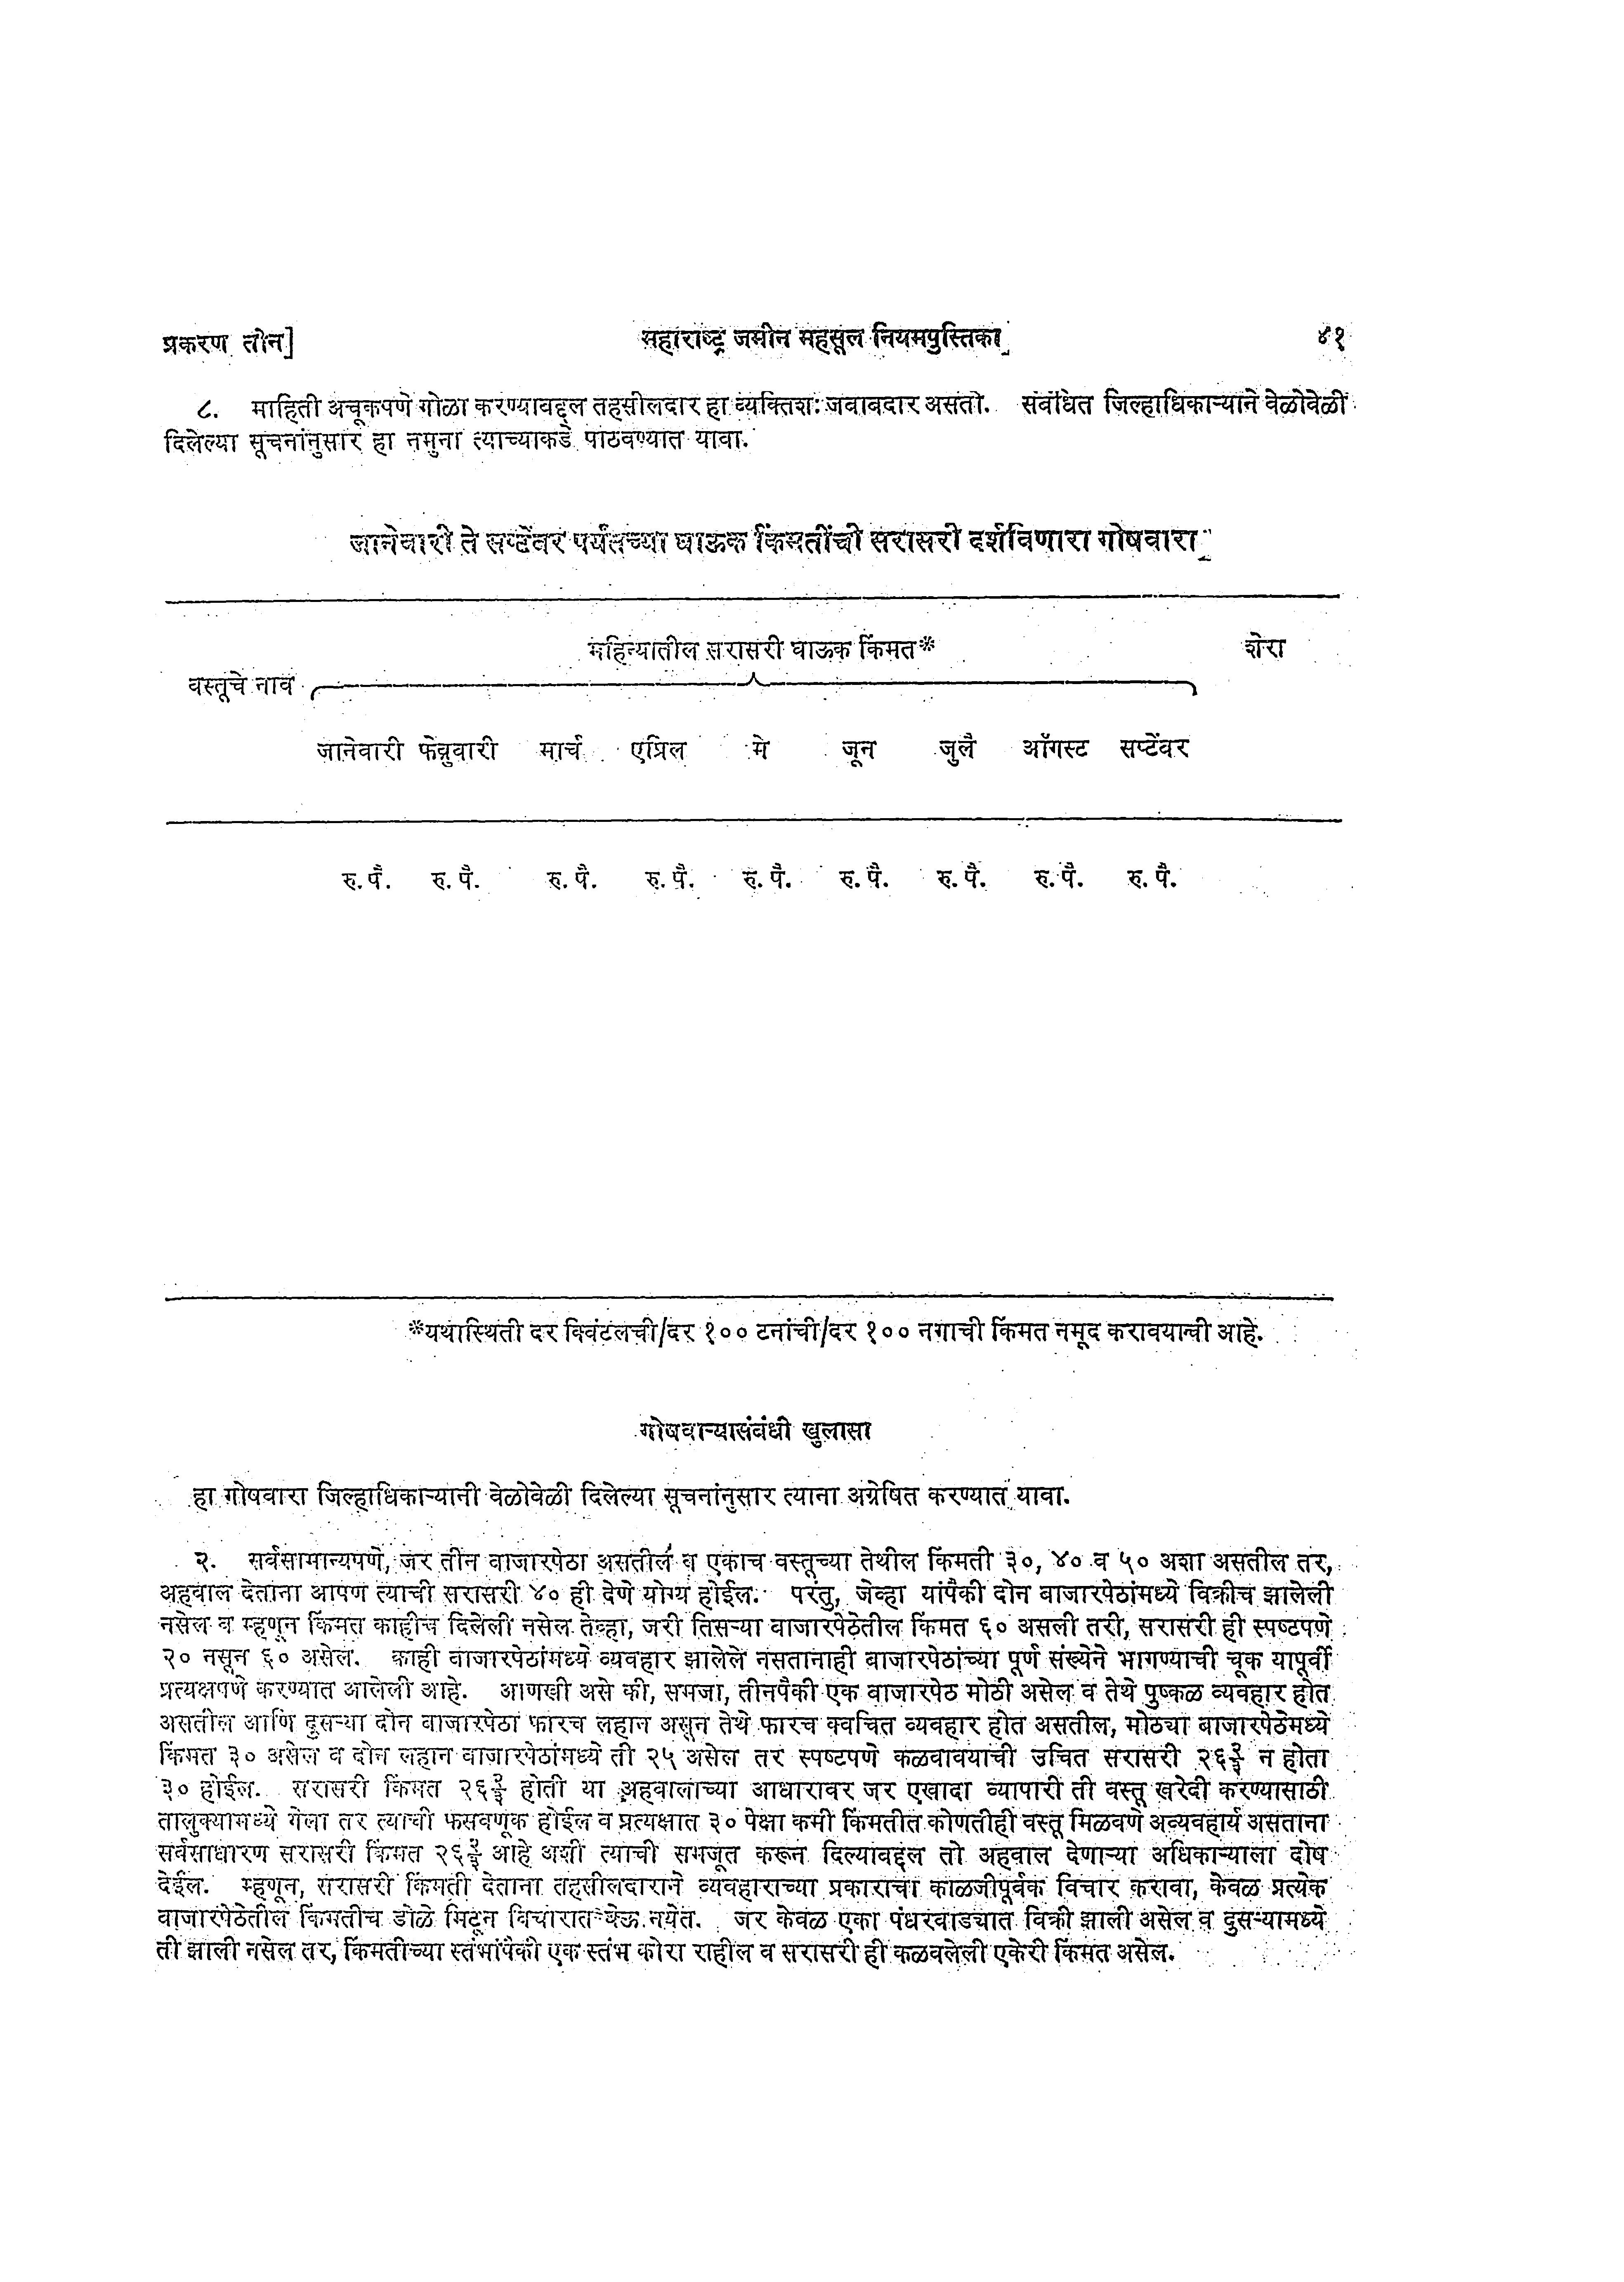 प्रकरण तीन]
महाराष्ट्र जमीन महसूल नियमपुस्तिका
४१
८. माहिती अचूकपणे गोळा करण्याबद्दल तहसीलदार हा व्यक्तिशः जबाबदार असतो. संबंधित जिल्हाधिकाऱ्याने वेळोवेळी
दिलेल्या सूचनांनुसार हा नमुना त्याच्याकडे पाठवण्यात यावा.
जानेवारी ते सप्टेंबर पर्यंतच्या घाऊक किंमतींची सरासरी दर्शविणारा गोषवारा
महिन्यातील सरासरी घाऊक किंमत*
शेरा
वस्तूचे नाव
जानेवारी फेब्रुवारी मार्च एप्रिल मे जून जुलै ऑगस्ट सप्टेंबर
रु. पै. रु. पै. रु. पै. रु. पै. रु. पै. रु. पै. रु. पै. रु. पै. रु. पै.
*यथास्थिती दर क्विंटलची/दर १०० टनांची/दर १०० नगाची किंमत नमूद करावयाची आहे.
गोषवाऱ्यासंबंधी खुलासा
हा गोषवारा जिल्हाधिकाऱ्यानी वेळोवेळी दिलेल्या सूचनांनुसार त्याना अग्रेषित करण्यात यावा.
२. सर्वसामान्यपणे, जर तीन बाजारपेठा असतील व एकाच वस्तूच्या तेथील किंमती ३०, ४० व ५० अशा असतील तर,
अहवाल देताना आपण त्याची सरासरी ४० ही देणे योग्य होईल. परंतु, जेव्हा यांपैकी दोन बाजारपेठांमध्ये विक्रीच झालेली
नसेल व म्हणून किंमत काहीच दिलेली नसेल तेव्हा, जरी तिसऱ्या बाजारपेठेतील किंमत ६० असली तरी, सरासरी ही स्पष्टपणे
२० नसून ६० असेल. काही बाजारपेठांमध्ये व्यवहार झालेले नसतानाही बाजारपेठांच्या पूर्ण संख्येने भागण्याची चूक यापूर्वी
प्रत्यक्षपणे करण्यात आलेली आहे. आणखी असे की, समजा, तीनपैकी एक बाजारपेठ मोठी असेल व तेथे पुष्कळ व्यवहार होत
असतील आणि दुसऱ्या दोन बाजारपेठा फारच लहान असून तेथे फारच क्वचित व्यवहार होत असतील, मोठ्या बाजारपेठेमध्ये
किंमत ३० असेल व दोन लहान बाजारपेठांमध्ये ती २५ असेल तर स्पष्टपणे कळवावयाची उचित सरासरी २६ २/३ न होता
३० होईल. सरासरी किंमत २६ २/३ होती या अहवालाच्या आधारावर जर एखादा व्यापारी ती वस्तू खरेदी करण्यासाठी
तालुक्यामध्ये गेला तर त्याची फसवणूक होईल व प्रत्यक्षात ३० पेक्षा कमी किंमतीत कोणतीही वस्तू मिळवणे अव्यवहार्य असताना
सर्वसाधारण सरासरी किंमत २६ २/३ आहे अशी त्याची समजूत करून दिल्याबद्दल तो अहवाल देणाऱ्या अधिकाऱ्याला दोष
देईल. म्हणून, सरासरी किंमती देताना तहसीलदाराने व्यवहाराच्या प्रकाराचा काळजीपूर्वक विचार करावा, केवळ प्रत्येक
बाजारपेठेतील किंमतीच डोळे मिटून विचारात घेऊ नयेत. जर केवळ एका पंधरवाड्यात विक्री झाली असेल व दुसऱ्यामध्ये
ती झाली नसेल तर, किंमतीच्या स्तंभांपैकी एक स्तंभ कोरा राहील व सरासरी ही कळवलेली एकेरी किंमत असेल.